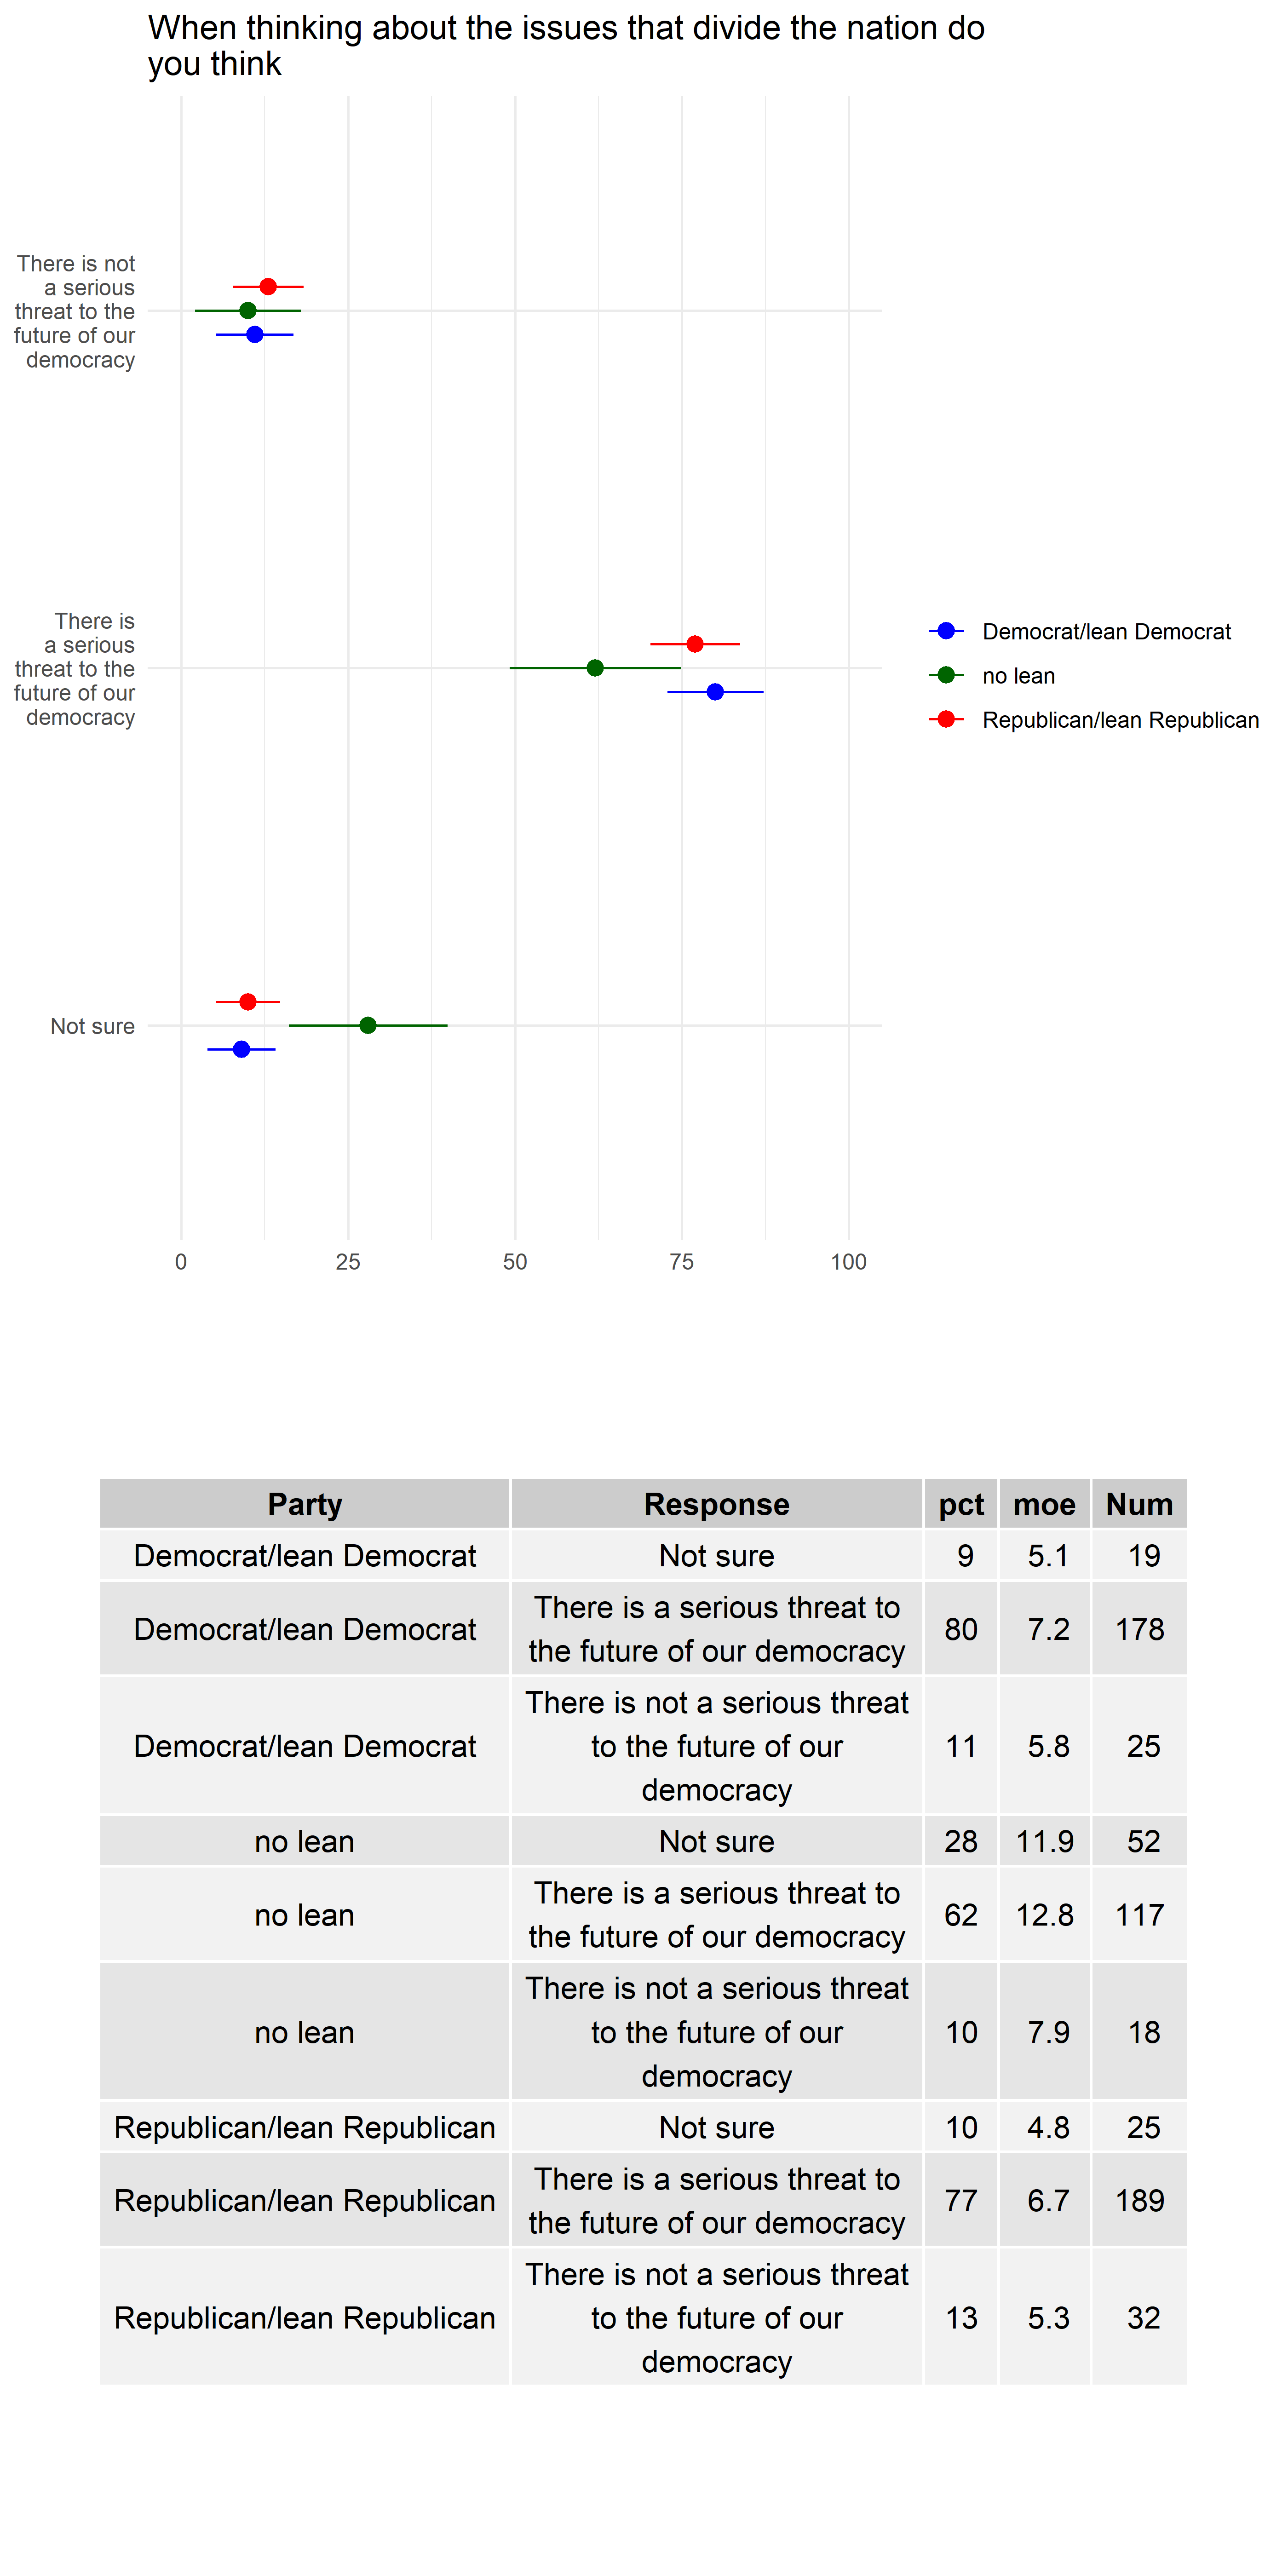 When thinking about the issues that divide the nation do
you think
There is not
a serious
threat to the
future of our
democracy
There is
a serious
threat to the
future of our
democracy
Not sure
0 25 50 75 100
Democrat/lean Democrat
no lean
Republican/lean Republican
Party Response pct moe Num
Democrat/lean Democrat Not sure 9 5.1 19
There is a serious threat to
Democrat/lean Democrat 80 7.2 178
the future of our democracy
There is not a serious threat
Democrat/lean Democrat to the future of our 11 5.8 25
democracy
no lean Not sure 28 11.9 52
There is a serious threat to
no lean 62 12.8 117
the future of our democracy
There is not a serious threat
no lean to the future of our 10 7.9 18
democracy
Republican/lean Republican Not sure 10 4.8 25
There is a serious threat to
Republican/lean Republican 77 6.7 189
the future of our democracy
There is not a serious threat
Republican/lean Republican to the future of our 13 5.3 32
democracy